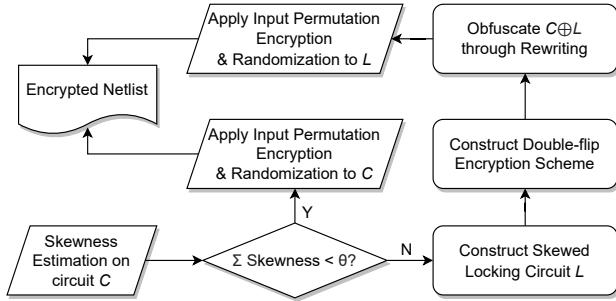 Apply Input Permutation
Encryption
& Randomization to L
Obfuscate C⊕L
through Rewriting
Encrypted Netlist
Apply Input Permutation
Encryption
& Randomization to C
Construct Double-flip
Encryption Scheme
Y
Skewness
Estimation on
circuit C
Σ Skewness < θ?
N
Construct Skewed
Locking Circuit L